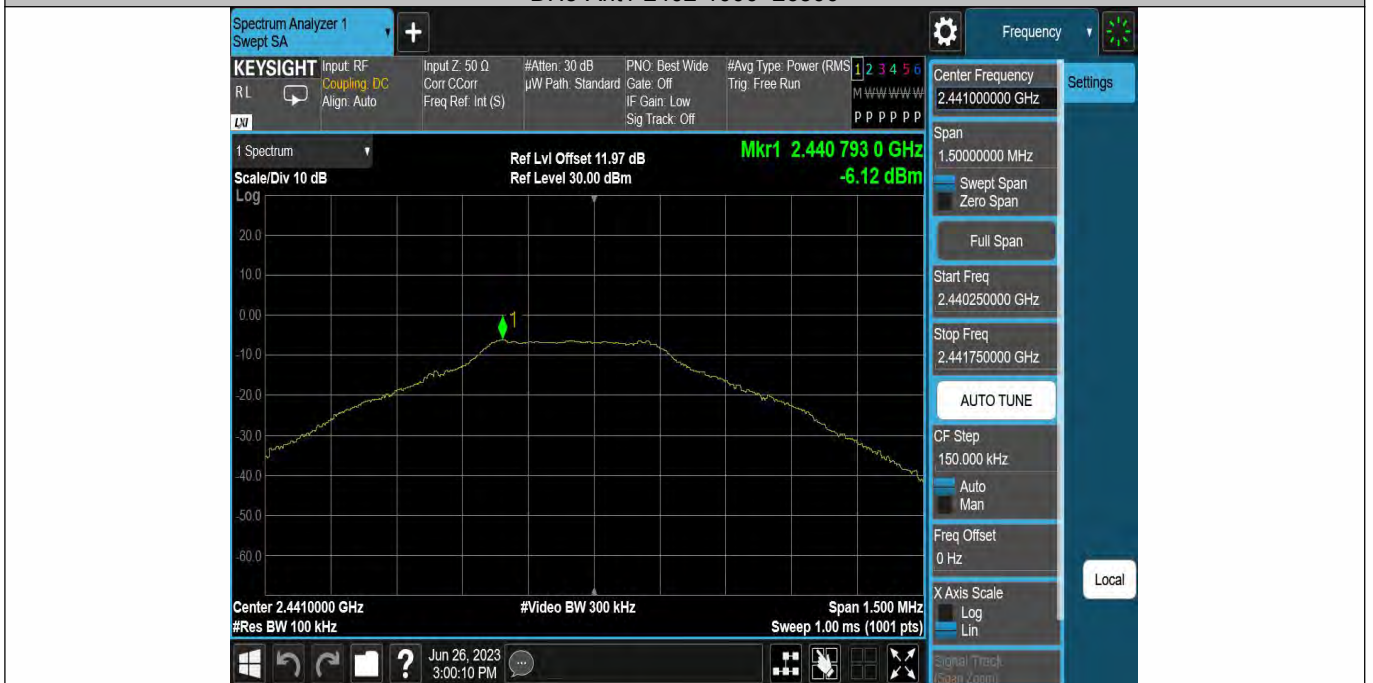 Spectrum Analyzer 1
Swept SA
+
Frequency
KEYSIGHT
RL
LXI
Input: RF
Coupling: DC
Align: Auto
Input Z: 50 Ω
Corr CCorr
Freq Ref: Int (S)
#Atten: 30 dB
µW Path: Standard
PNO: Best Wide
Gate: Off
IF Gain: Low
Sig Track: Off
#Avg Type: Power (RMS
Trig: Free Run
1 2 3 4 5 6
M W W W W W
P P P P P P
1 Spectrum
Scale/Div 10 dB
Ref Lvl Offset 11.97 dB
Ref Level 30.00 dBm
Mkr1 2.440 793 0 GHz
-6.12 dBm
Log
20.0
10.0
0.00
-10.0
-20.0
-30.0
-40.0
-50.0
-60.0
1
Center 2.4410000 GHz
#Res BW 100 kHz
#Video BW 300 kHz
Span 1.500 MHz
Sweep 1.00 ms (1001 pts)
Center Frequency
2.441000000 GHz
Settings
Span
1.50000000 MHz
Swept Span
Zero Span
Full Span
Start Freq
2.440250000 GHz
Stop Freq
2.441750000 GHz
AUTO TUNE
CF Step
150.000 kHz
Auto
Man
Freq Offset
0 Hz
X Axis Scale
Log
Lin
Local
Signal Track
(Span Zoom)
?
Jun 26, 2023
3:00:10 PM